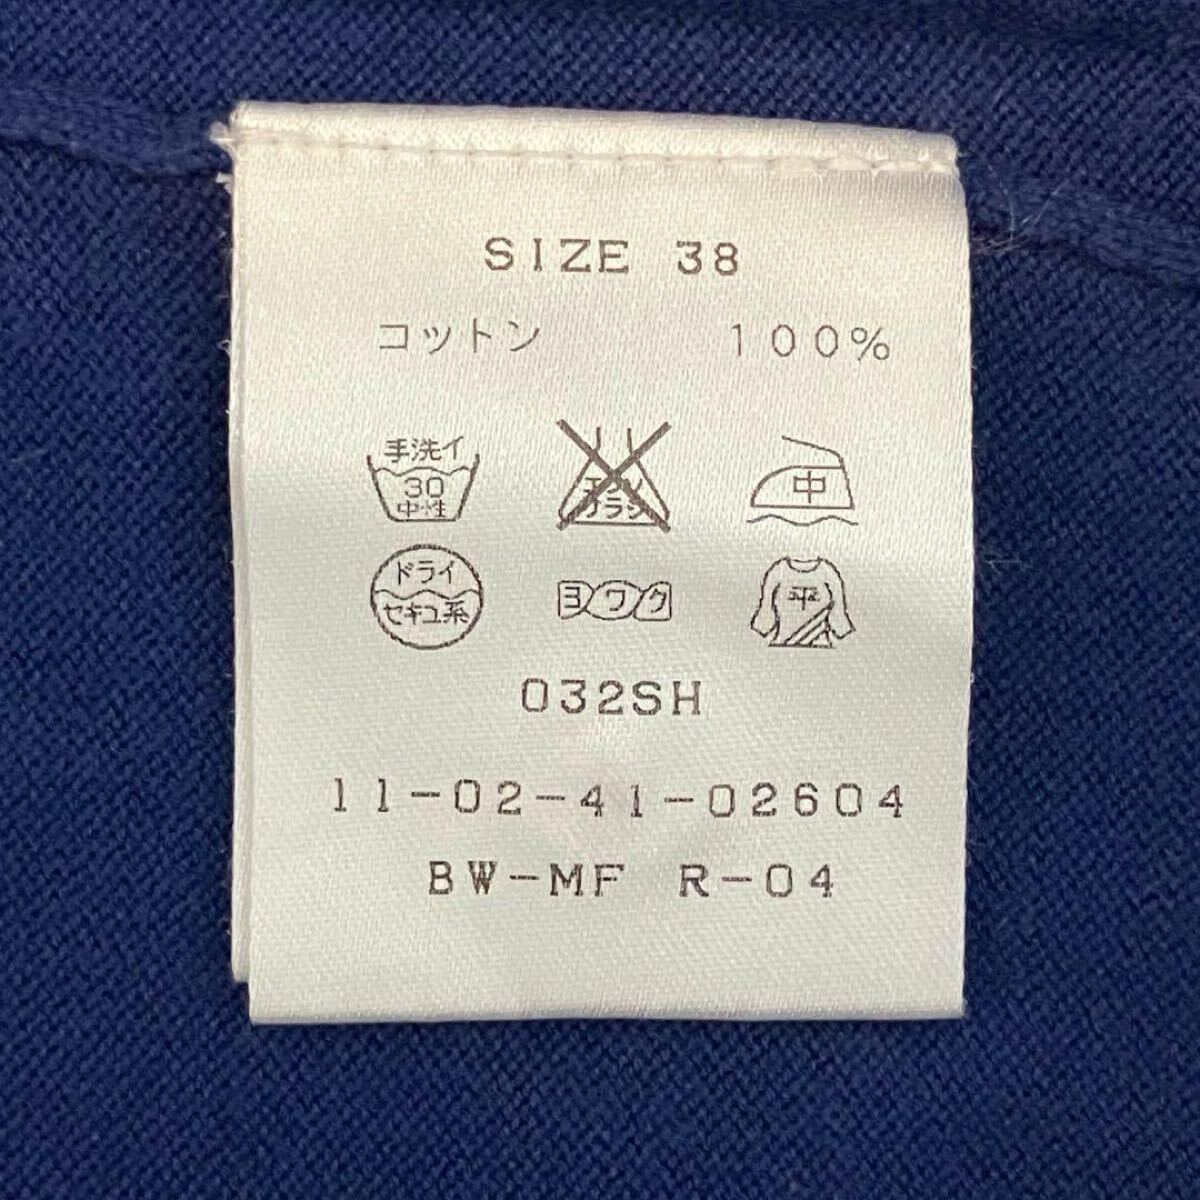 SIZE 38
コットン 100%
手洗イ
30
中性
エンソ
サラシ
中
ドライ
セキユ系
ヨワク
平
032SH
11-02-41-02604
BW-MF R-04